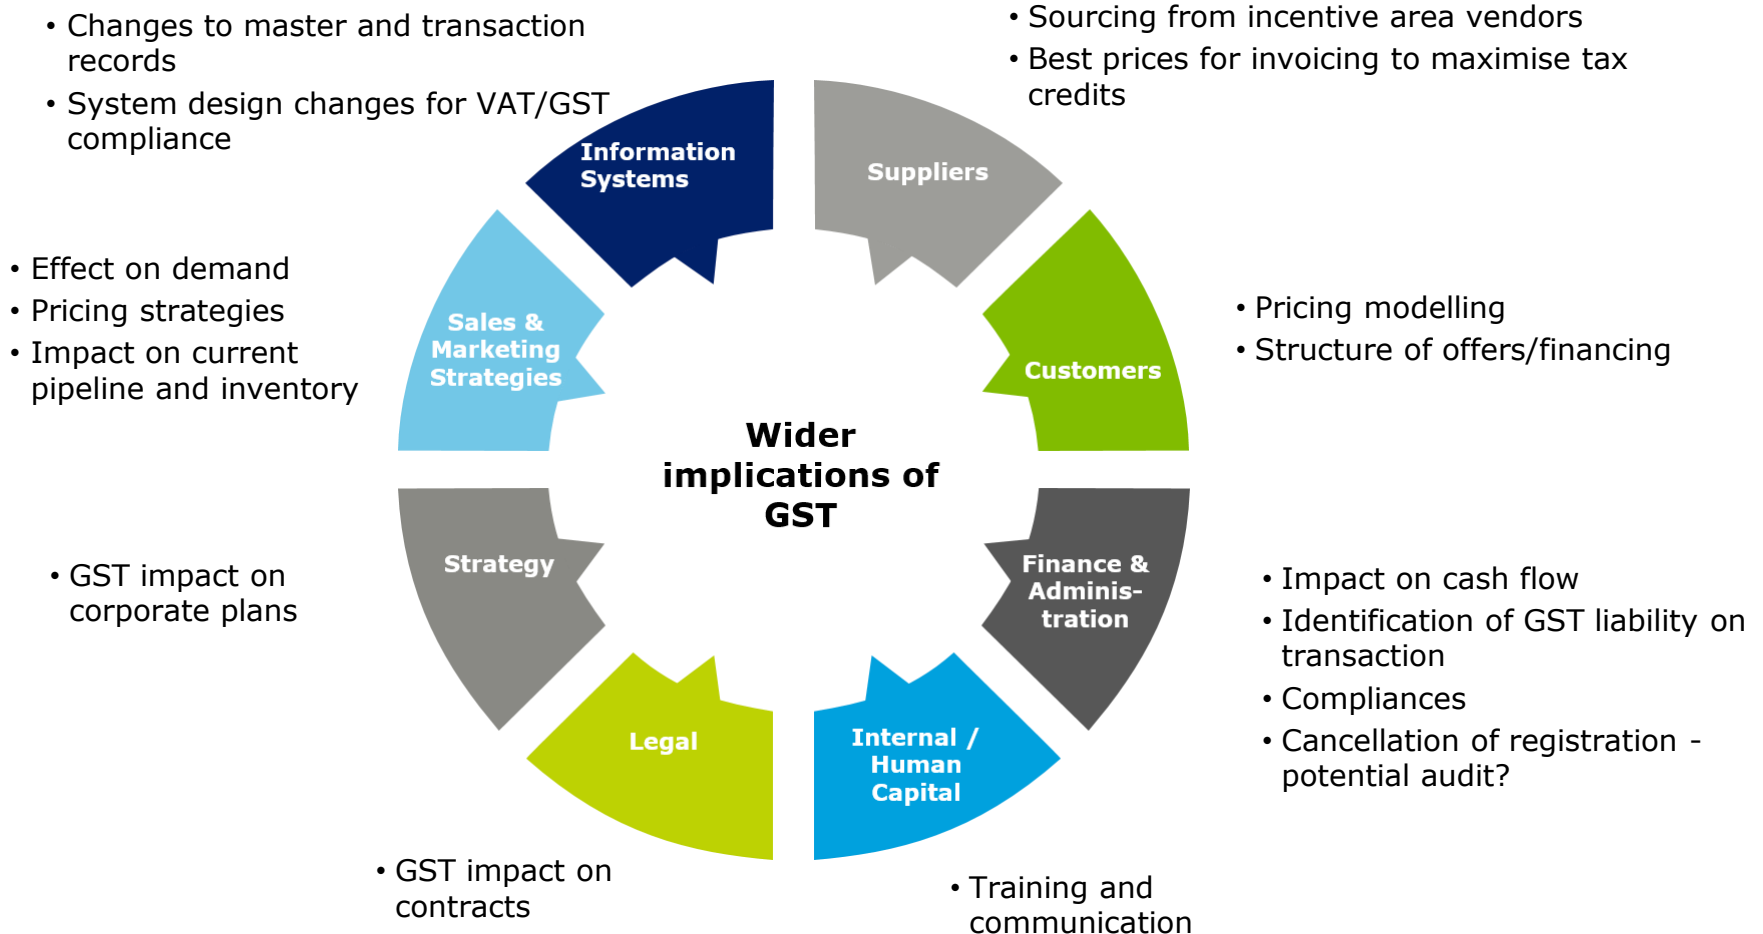 • Changes to master and transaction
records
• System design changes for VAT/GST
compliance
• Sourcing from incentive area vendors
• Best prices for invoicing to maximise tax
credits
Information
Systems
Suppliers
• Effect on demand
• Pricing strategies
• Impact on current
pipeline and inventory
Sales &
Marketing
Strategies
Customers
• Pricing modelling
• Structure of offers/financing
Wider
implications of
GST
• GST impact on
corporate plans
Strategy
Finance &
Adminis-
tration
• Impact on cash flow
• Identification of GST liability on
transaction
• Compliances
• Cancellation of registration -
potential audit?
Legal
Internal /
Human
Capital
• GST impact on
contracts
• Training and
communication